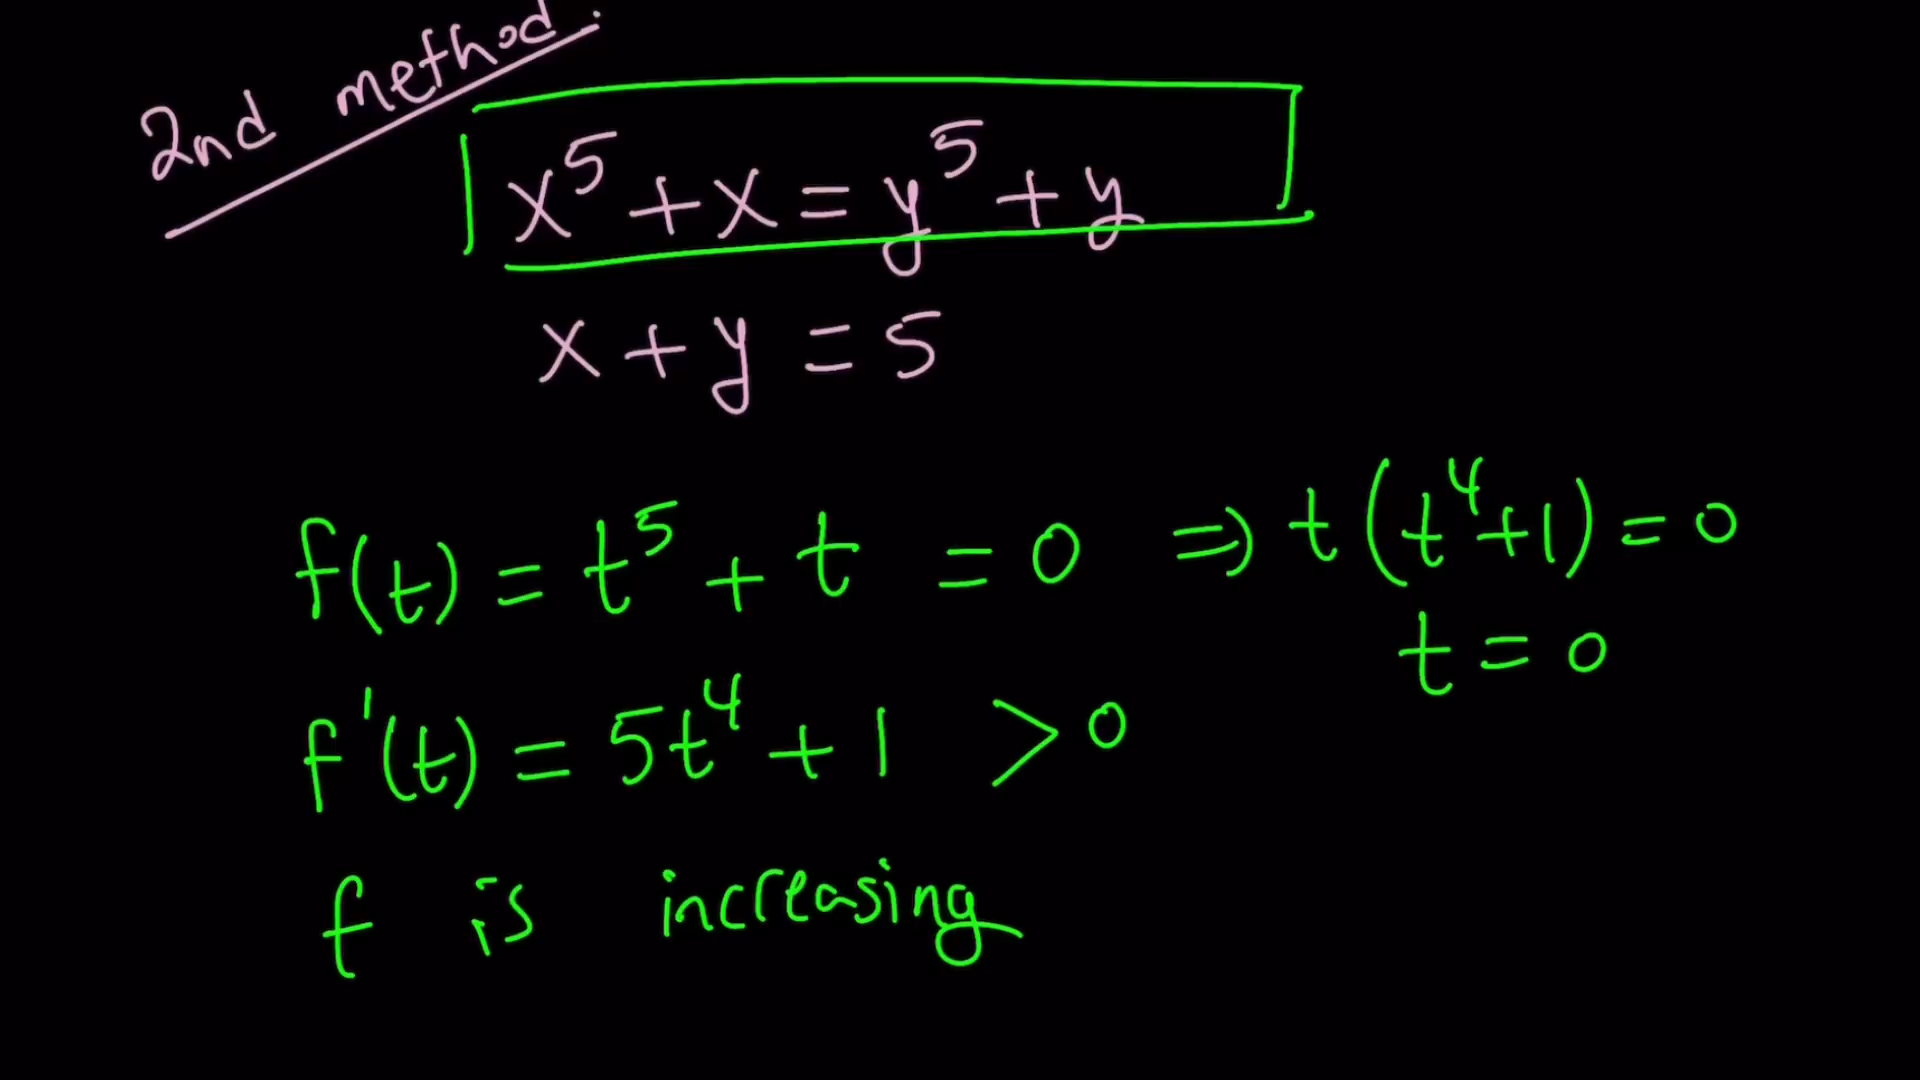 2nd method.
x⁵ + x = y⁵ + y
x + y = 5
f(t) = t⁵ + t = 0 ⇒ t(t⁴+1) = 0
t = 0
f'(t) = 5t⁴ + 1 > 0
f is increasing